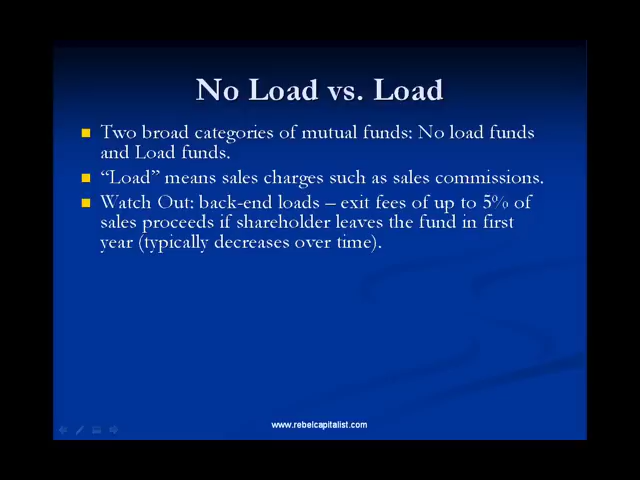 No Load vs. Load
Two broad categories of mutual funds: No load funds
and Load funds.
“Load” means sales charges such as sales commissions.
Watch Out: back-end loads – exit fees of up to 5% of
sales proceeds if shareholder leaves the fund in first
year (typically decreases over time).
www.rebelcapitalist.com